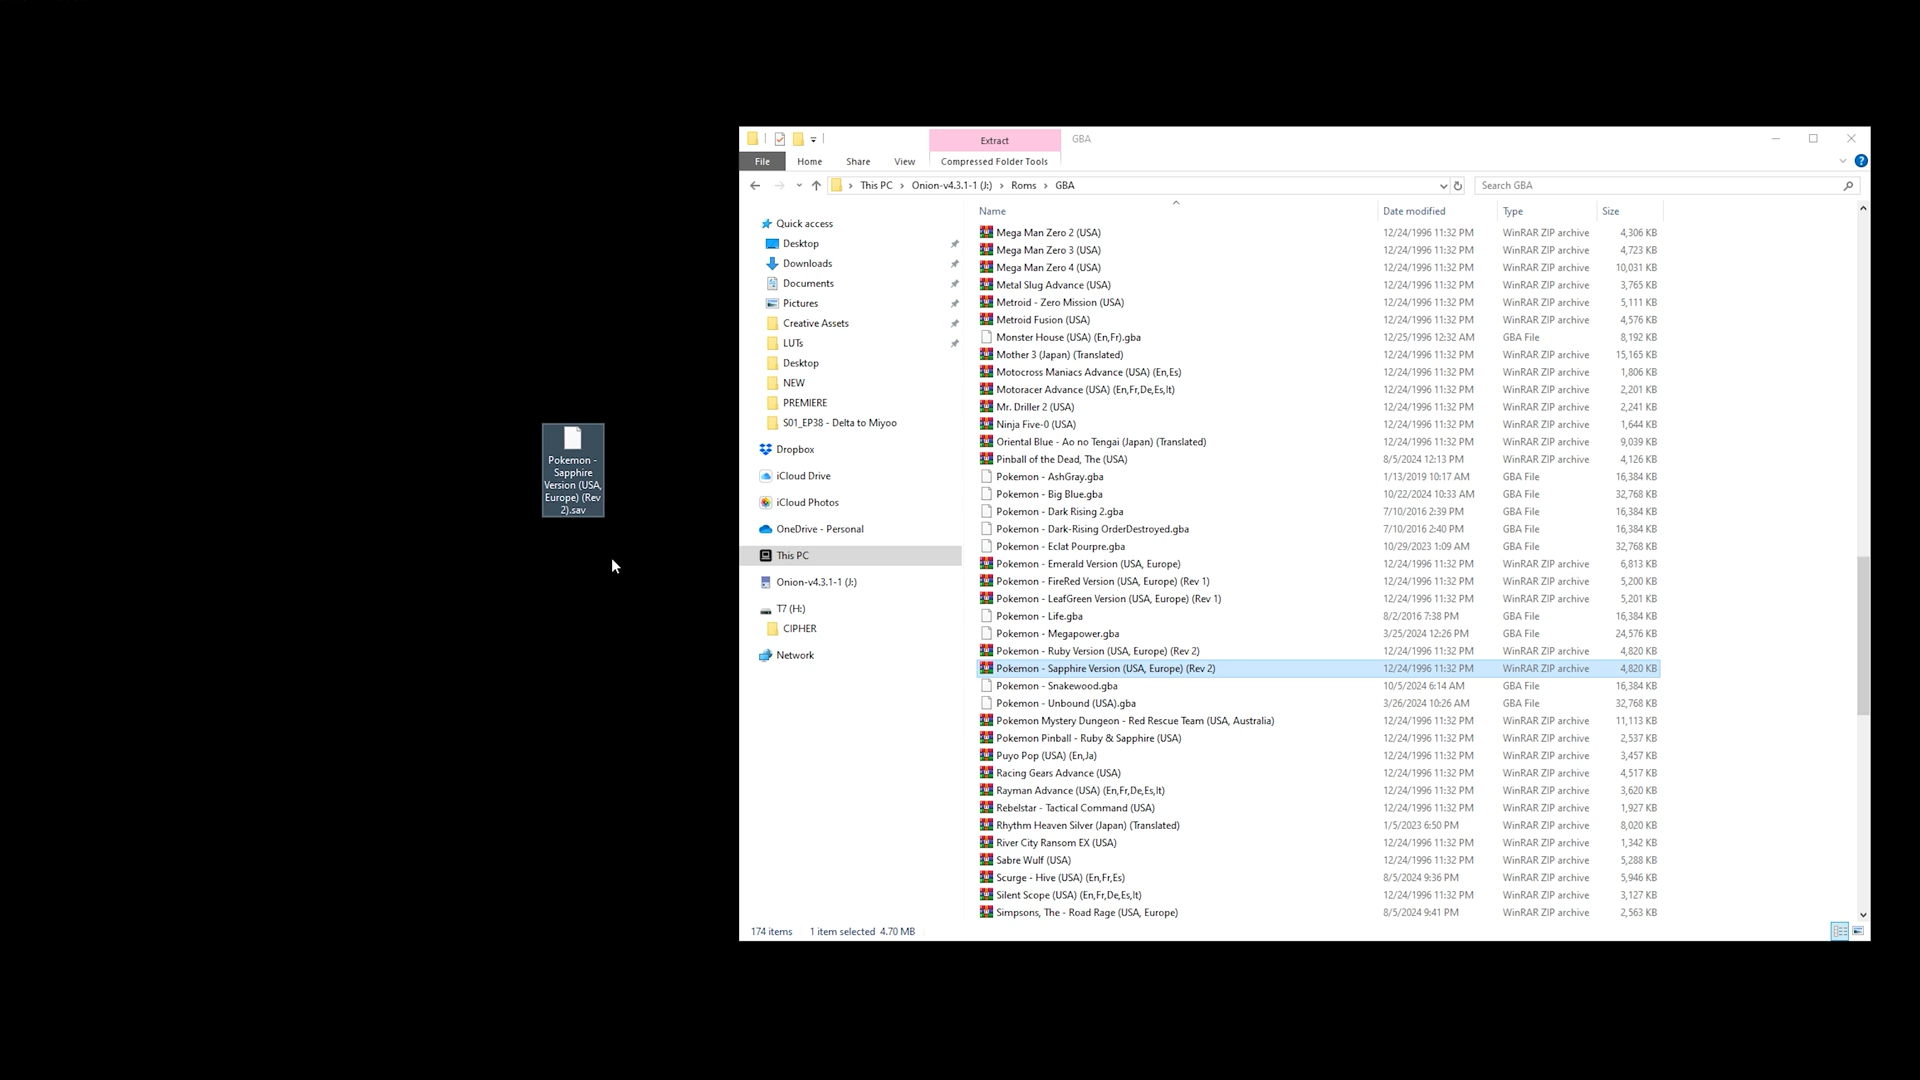 Pokemon -
Sapphire
Version (USA,
Europe) (Rev
2).sav
Extract
GBA
File
Home
Share
View
Compressed Folder Tools
This PC > Onion-v4.3.1-1 (J:) > Roms > GBA
Search GBA
Quick access
Desktop
Downloads
Documents
Pictures
Creative Assets
LUTs
Desktop
NEW
PREMIERE
S01_EP38 - Delta to Miyoo
Dropbox
iCloud Drive
iCloud Photos
OneDrive - Personal
This PC
Onion-v4.3.1-1 (J:)
T7 (H:)
CIPHER
Network
Name Date modified Type Size
Mega Man Zero 2 (USA) 12/24/1996 11:32 PM WinRAR ZIP archive 4,306 KB
Mega Man Zero 3 (USA) 12/24/1996 11:32 PM WinRAR ZIP archive 4,723 KB
Mega Man Zero 4 (USA) 12/24/1996 11:32 PM WinRAR ZIP archive 10,031 KB
Metal Slug Advance (USA) 12/24/1996 11:32 PM WinRAR ZIP archive 3,765 KB
Metroid - Zero Mission (USA) 12/24/1996 11:32 PM WinRAR ZIP archive 5,111 KB
Metroid Fusion (USA) 12/24/1996 11:32 PM WinRAR ZIP archive 4,576 KB
Monster House (USA) (En,Fr).gba 12/25/1996 12:32 AM GBA File 8,192 KB
Mother 3 (Japan) (Translated) 12/24/1996 11:32 PM WinRAR ZIP archive 15,165 KB
Motocross Maniacs Advance (USA) (En,Es) 12/24/1996 11:32 PM WinRAR ZIP archive 1,806 KB
Motoracer Advance (USA) (En,Fr,De,Es,It) 12/24/1996 11:32 PM WinRAR ZIP archive 2,201 KB
Mr. Driller 2 (USA) 12/24/1996 11:32 PM WinRAR ZIP archive 2,241 KB
Ninja Five-0 (USA) 12/24/1996 11:32 PM WinRAR ZIP archive 1,644 KB
Oriental Blue - Ao no Tengai (Japan) (Translated) 12/24/1996 11:32 PM WinRAR ZIP archive 9,039 KB
Pinball of the Dead, The (USA) 8/5/2024 12:13 PM WinRAR ZIP archive 4,126 KB
Pokemon - AshGray.gba 1/13/2019 10:17 AM GBA File 16,384 KB
Pokemon - Big Blue.gba 10/22/2024 10:33 AM GBA File 32,768 KB
Pokemon - Dark Rising 2.gba 7/10/2016 2:39 PM GBA File 16,384 KB
Pokemon - Dark-Rising OrderDestroyed.gba 7/10/2016 2:40 PM GBA File 16,384 KB
Pokemon - Eclat Pourpre.gba 10/29/2023 1:09 AM GBA File 32,768 KB
Pokemon - Emerald Version (USA, Europe) 12/24/1996 11:32 PM WinRAR ZIP archive 6,813 KB
Pokemon - FireRed Version (USA, Europe) (Rev 1) 12/24/1996 11:32 PM WinRAR ZIP archive 5,200 KB
Pokemon - LeafGreen Version (USA, Europe) (Rev 1) 12/24/1996 11:32 PM WinRAR ZIP archive 5,201 KB
Pokemon - Life.gba 8/2/2016 7:38 PM GBA File 16,384 KB
Pokemon - Megapower.gba 3/25/2024 12:26 PM GBA File 24,576 KB
Pokemon - Ruby Version (USA, Europe) (Rev 2) 12/24/1996 11:32 PM WinRAR ZIP archive 4,820 KB
Pokemon - Sapphire Version (USA, Europe) (Rev 2) 12/24/1996 11:32 PM WinRAR ZIP archive 4,820 KB
Pokemon - Snakewood.gba 10/5/2024 6:14 AM GBA File 16,384 KB
Pokemon - Unbound (USA).gba 3/26/2024 10:26 AM GBA File 32,768 KB
Pokemon Mystery Dungeon - Red Rescue Team (USA, Australia) 12/24/1996 11:32 PM WinRAR ZIP archive 11,113 KB
Pokemon Pinball - Ruby & Sapphire (USA) 12/24/1996 11:32 PM WinRAR ZIP archive 2,537 KB
Puyo Pop (USA) (En,Ja) 12/24/1996 11:32 PM WinRAR ZIP archive 3,457 KB
Racing Gears Advance (USA) 12/24/1996 11:32 PM WinRAR ZIP archive 4,517 KB
Rayman Advance (USA) (En,Fr,De,Es,It) 12/24/1996 11:32 PM WinRAR ZIP archive 3,620 KB
Rebelstar - Tactical Command (USA) 12/24/1996 11:32 PM WinRAR ZIP archive 1,927 KB
Rhythm Heaven Silver (Japan) (Translated) 1/5/2023 6:50 PM WinRAR ZIP archive 8,020 KB
River City Ransom EX (USA) 12/24/1996 11:32 PM WinRAR ZIP archive 1,342 KB
Sabre Wulf (USA) 12/24/1996 11:32 PM WinRAR ZIP archive 5,288 KB
Scurge - Hive (USA) (En,Fr,Es) 8/5/2024 9:36 PM WinRAR ZIP archive 5,946 KB
Silent Scope (USA) (En,Fr,De,Es,It) 12/24/1996 11:32 PM WinRAR ZIP archive 3,127 KB
Simpsons, The - Road Rage (USA, Europe) 8/5/2024 9:41 PM WinRAR ZIP archive 2,563 KB
174 items 1 item selected 4.70 MB